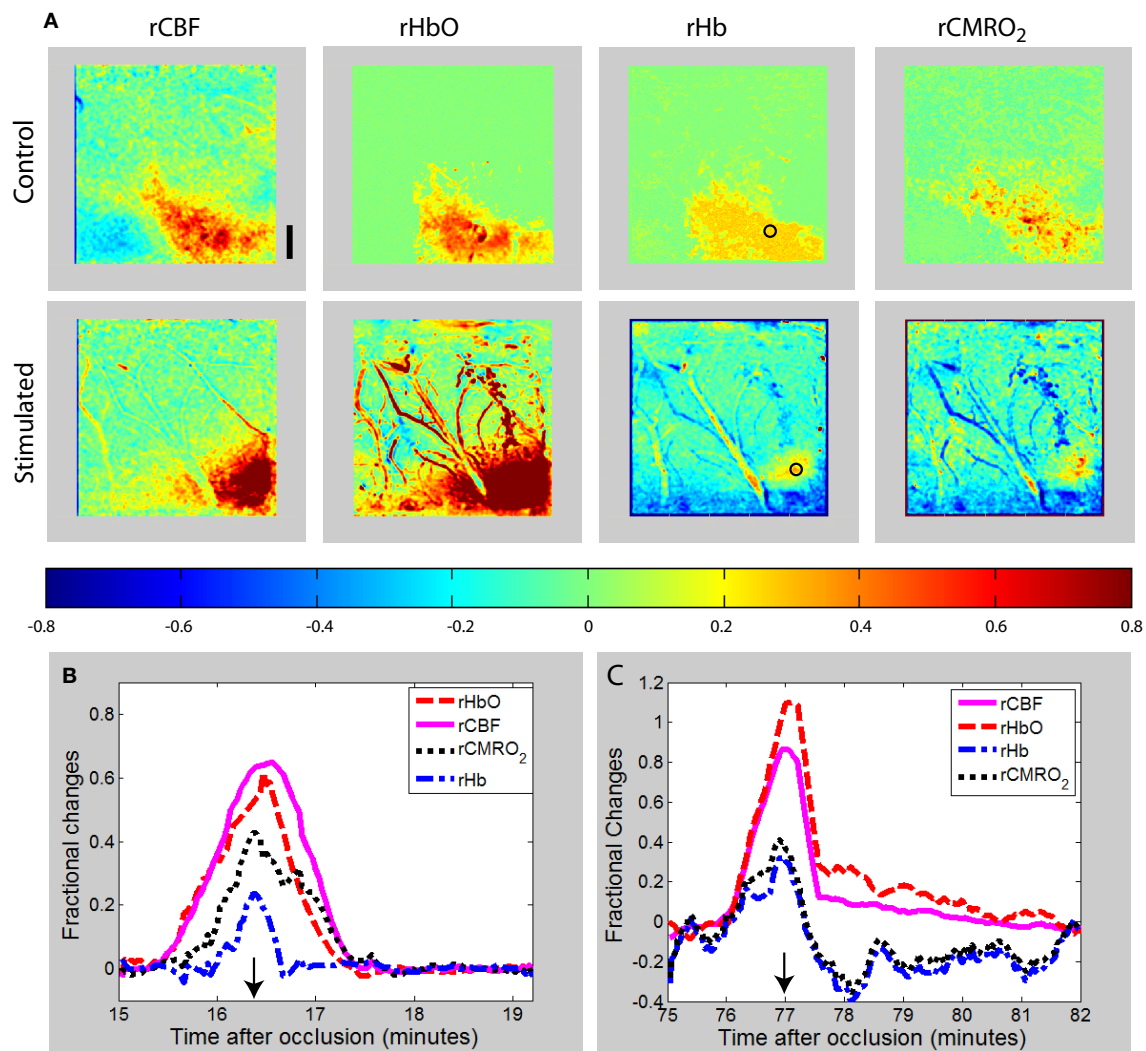 A
rCBF
rHbO
rHb
rCMRO2
Control
Stimulated
-0.8 -0.6 -0.4 -0.2 0 0.2 0.4 0.6 0.8
B
0.8
0.6
0.4
0.2
0
Fractional changes
rHbO
rCBF
rCMRO2
rHb
15 16 17 18 19
Time after occlusion (minutes)
C
1.2
1
0.8
0.6
0.4
0.2
0
-0.2
-0.4
Fractional Changes
rCBF
rHbO
rHb
rCMRO2
75 76 77 78 79 80 81 82
Time after occlusion (minutes)